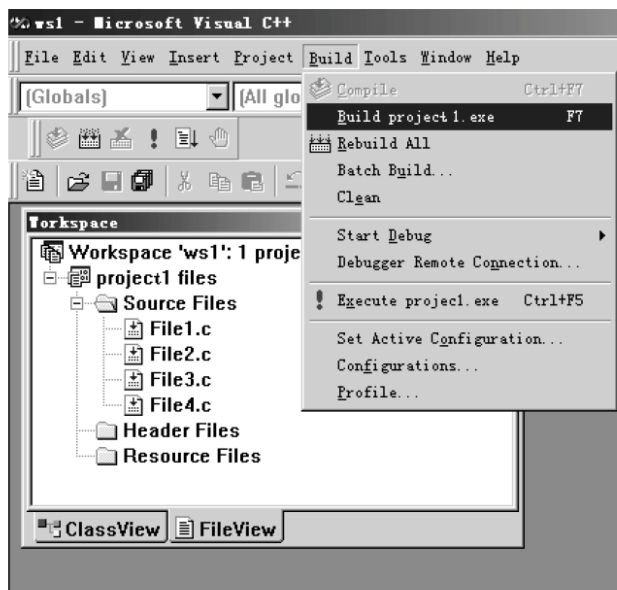 ws1 - Microsoft Visual C++
File Edit View Insert Project Build Tools Window Help
(Globals)
(All glo
Compile Ctrl+F7
Build project1.exe F7
Rebuild All
Batch Build...
Clean
Start Debug
Debugger Remote Connection...
Execute projec1.exe Ctrl+F5
Set Active Configuration...
Configurations...
Profile...
Workspace
Workspace 'ws1': 1 proje
project1 files
Source Files
File1.c
File2.c
File3.c
File4.c
Header Files
Resource Files
ClassView
FileView